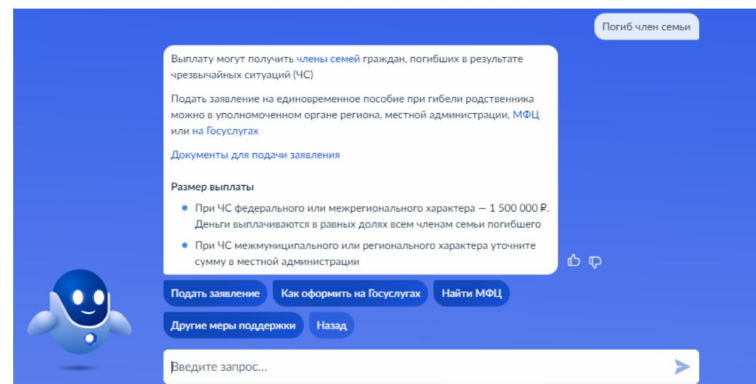 Погиб член семьи
Выплату могут получить члены семей граждан, погибших в результате
чрезвычайных ситуаций (ЧС)
Подать заявление на единовременное пособие при гибели родственника
можно в уполномоченном органе региона, местной администрации, МФЦ
или на Госуслугах
Документы для подачи заявления
Размер выплаты
При ЧС федерального или межрегионального характера — 1 500 000 ₽.
Деньги выплачиваются в равных долях всем членам семьи погибшего
При ЧС межмуниципального или регионального характера уточните
сумму в местной администрации
Подать заявление Как оформить на Госуслугах Найти МФЦ
Другие меры поддержки Назад
Введите запрос...